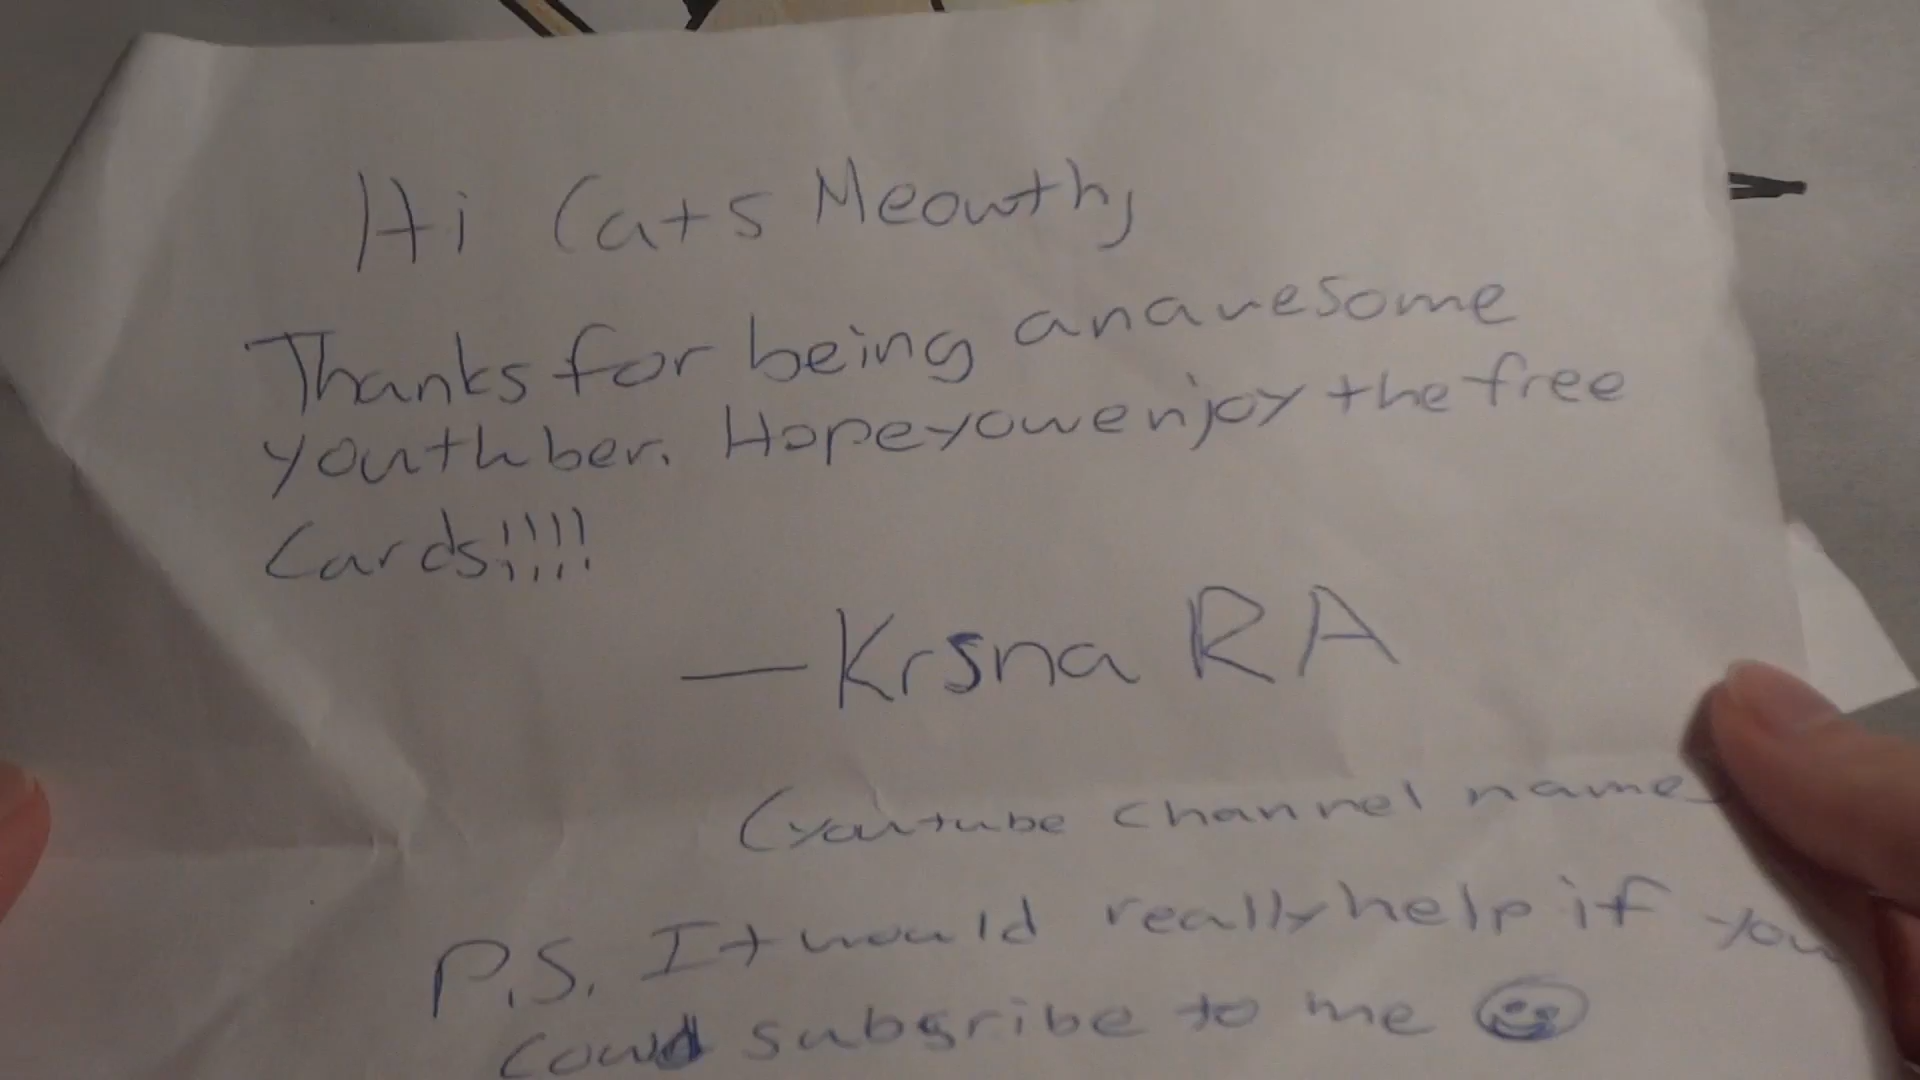 Hi Cats Meowth,
Thanks for being an avesome
youthber. Hope you enjoy the free
Cards!!!!
— Krsna RA
(youtube channel name
P.S. It would really help if you
could subsribe to me